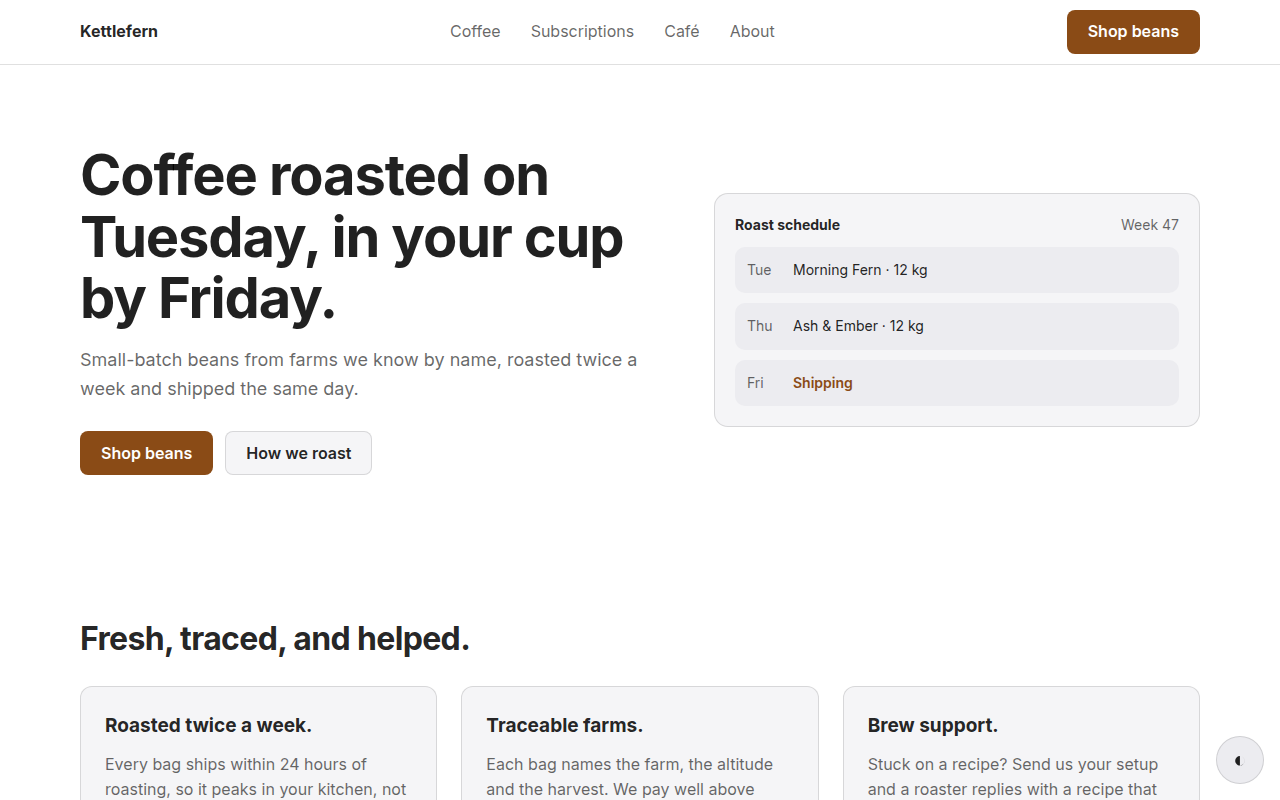 Kettlefern
Coffee Subscriptions Café About
Shop beans
Coffee roasted on
Tuesday, in your cup
by Friday.
Small-batch beans from farms we know by name, roasted twice a
week and shipped the same day.
Shop beans How we roast
Roast schedule Week 47
Tue Morning Fern · 12 kg
Thu Ash & Ember · 12 kg
Fri Shipping
Fresh, traced, and helped.
Roasted twice a week.
Every bag ships within 24 hours of
roasting, so it peaks in your kitchen, not
Traceable farms.
Each bag names the farm, the altitude
and the harvest. We pay well above
Brew support.
Stuck on a recipe? Send us your setup
and a roaster replies with a recipe that